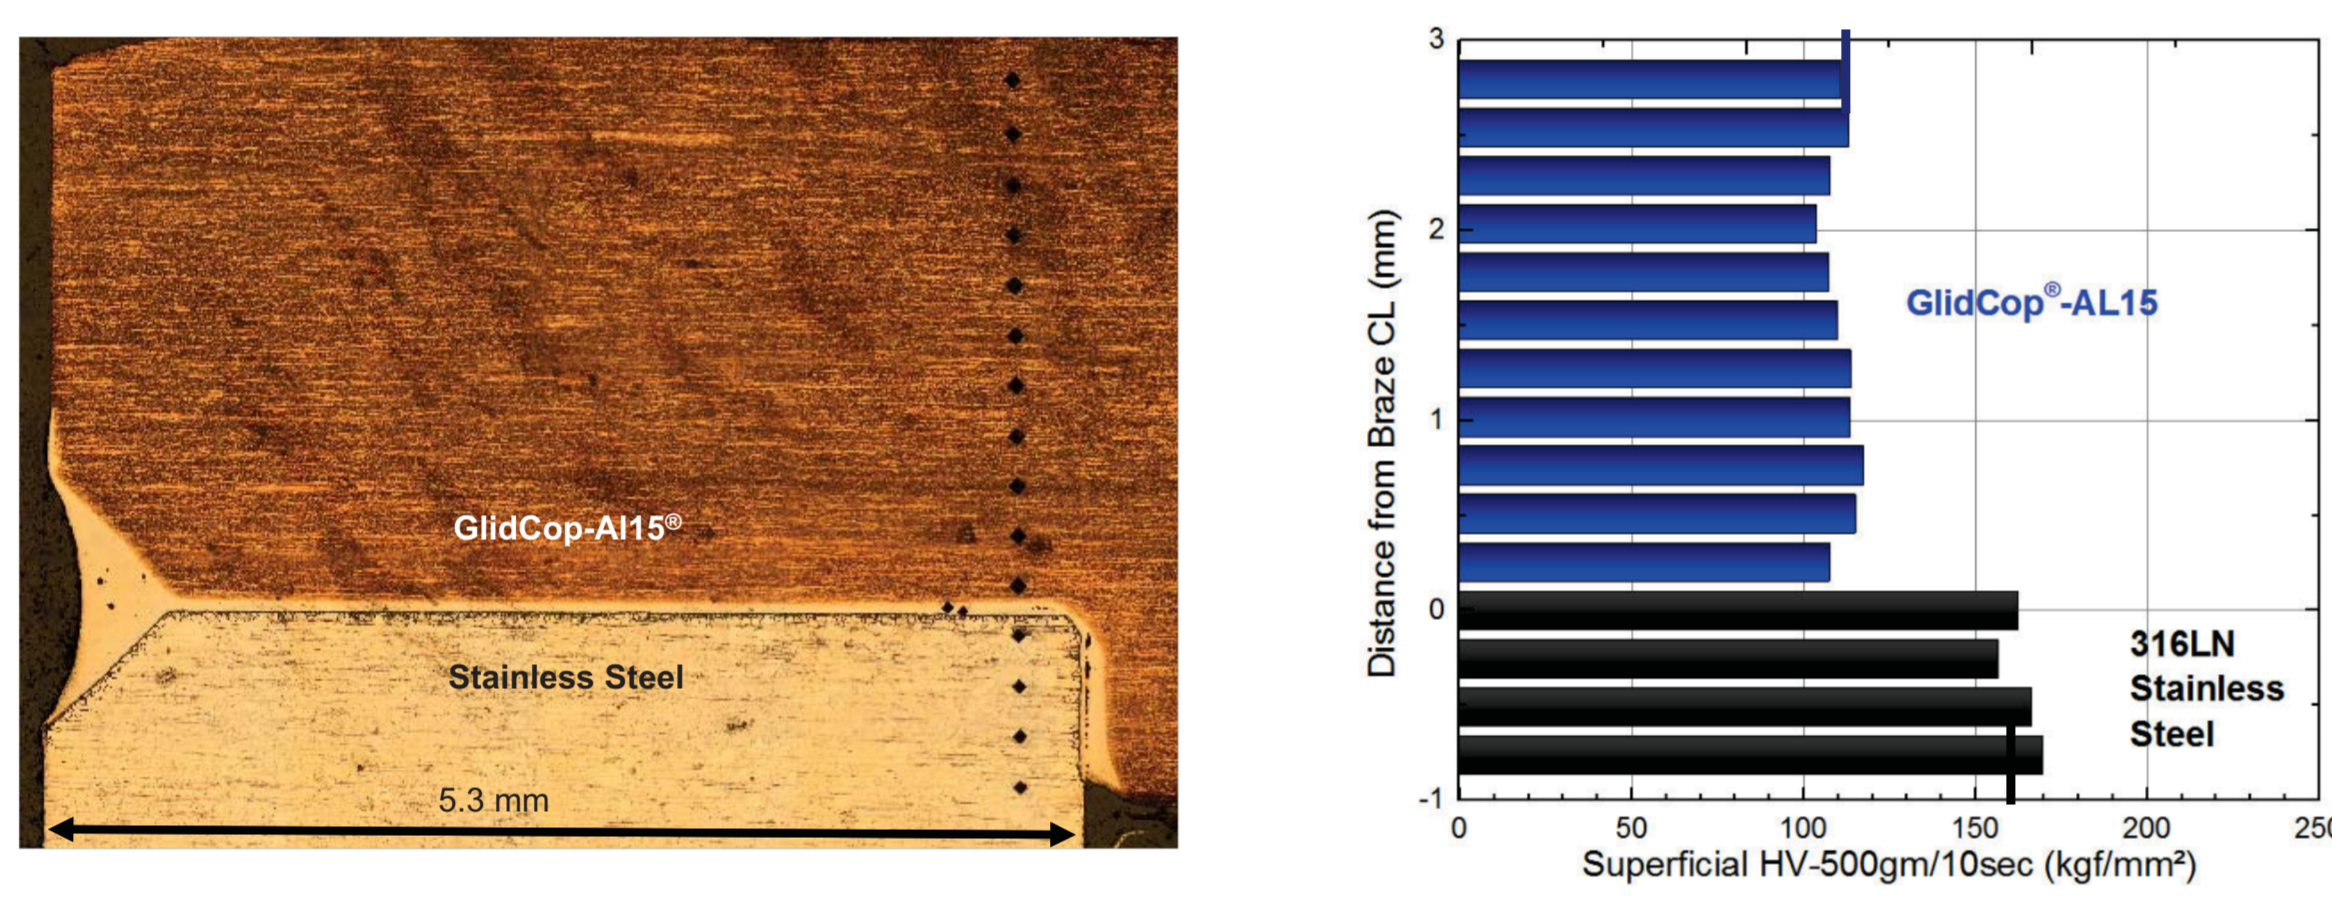 GlidCop-Al15®
Stainless Steel
5.3 mm
3
2
1
0
-1
Distance from Braze CL (mm)
GlidCop®-AL15
316LN
Stainless
Steel
0 50 100 150 200 250
Superficial HV-500gm/10sec (kgf/mm²)